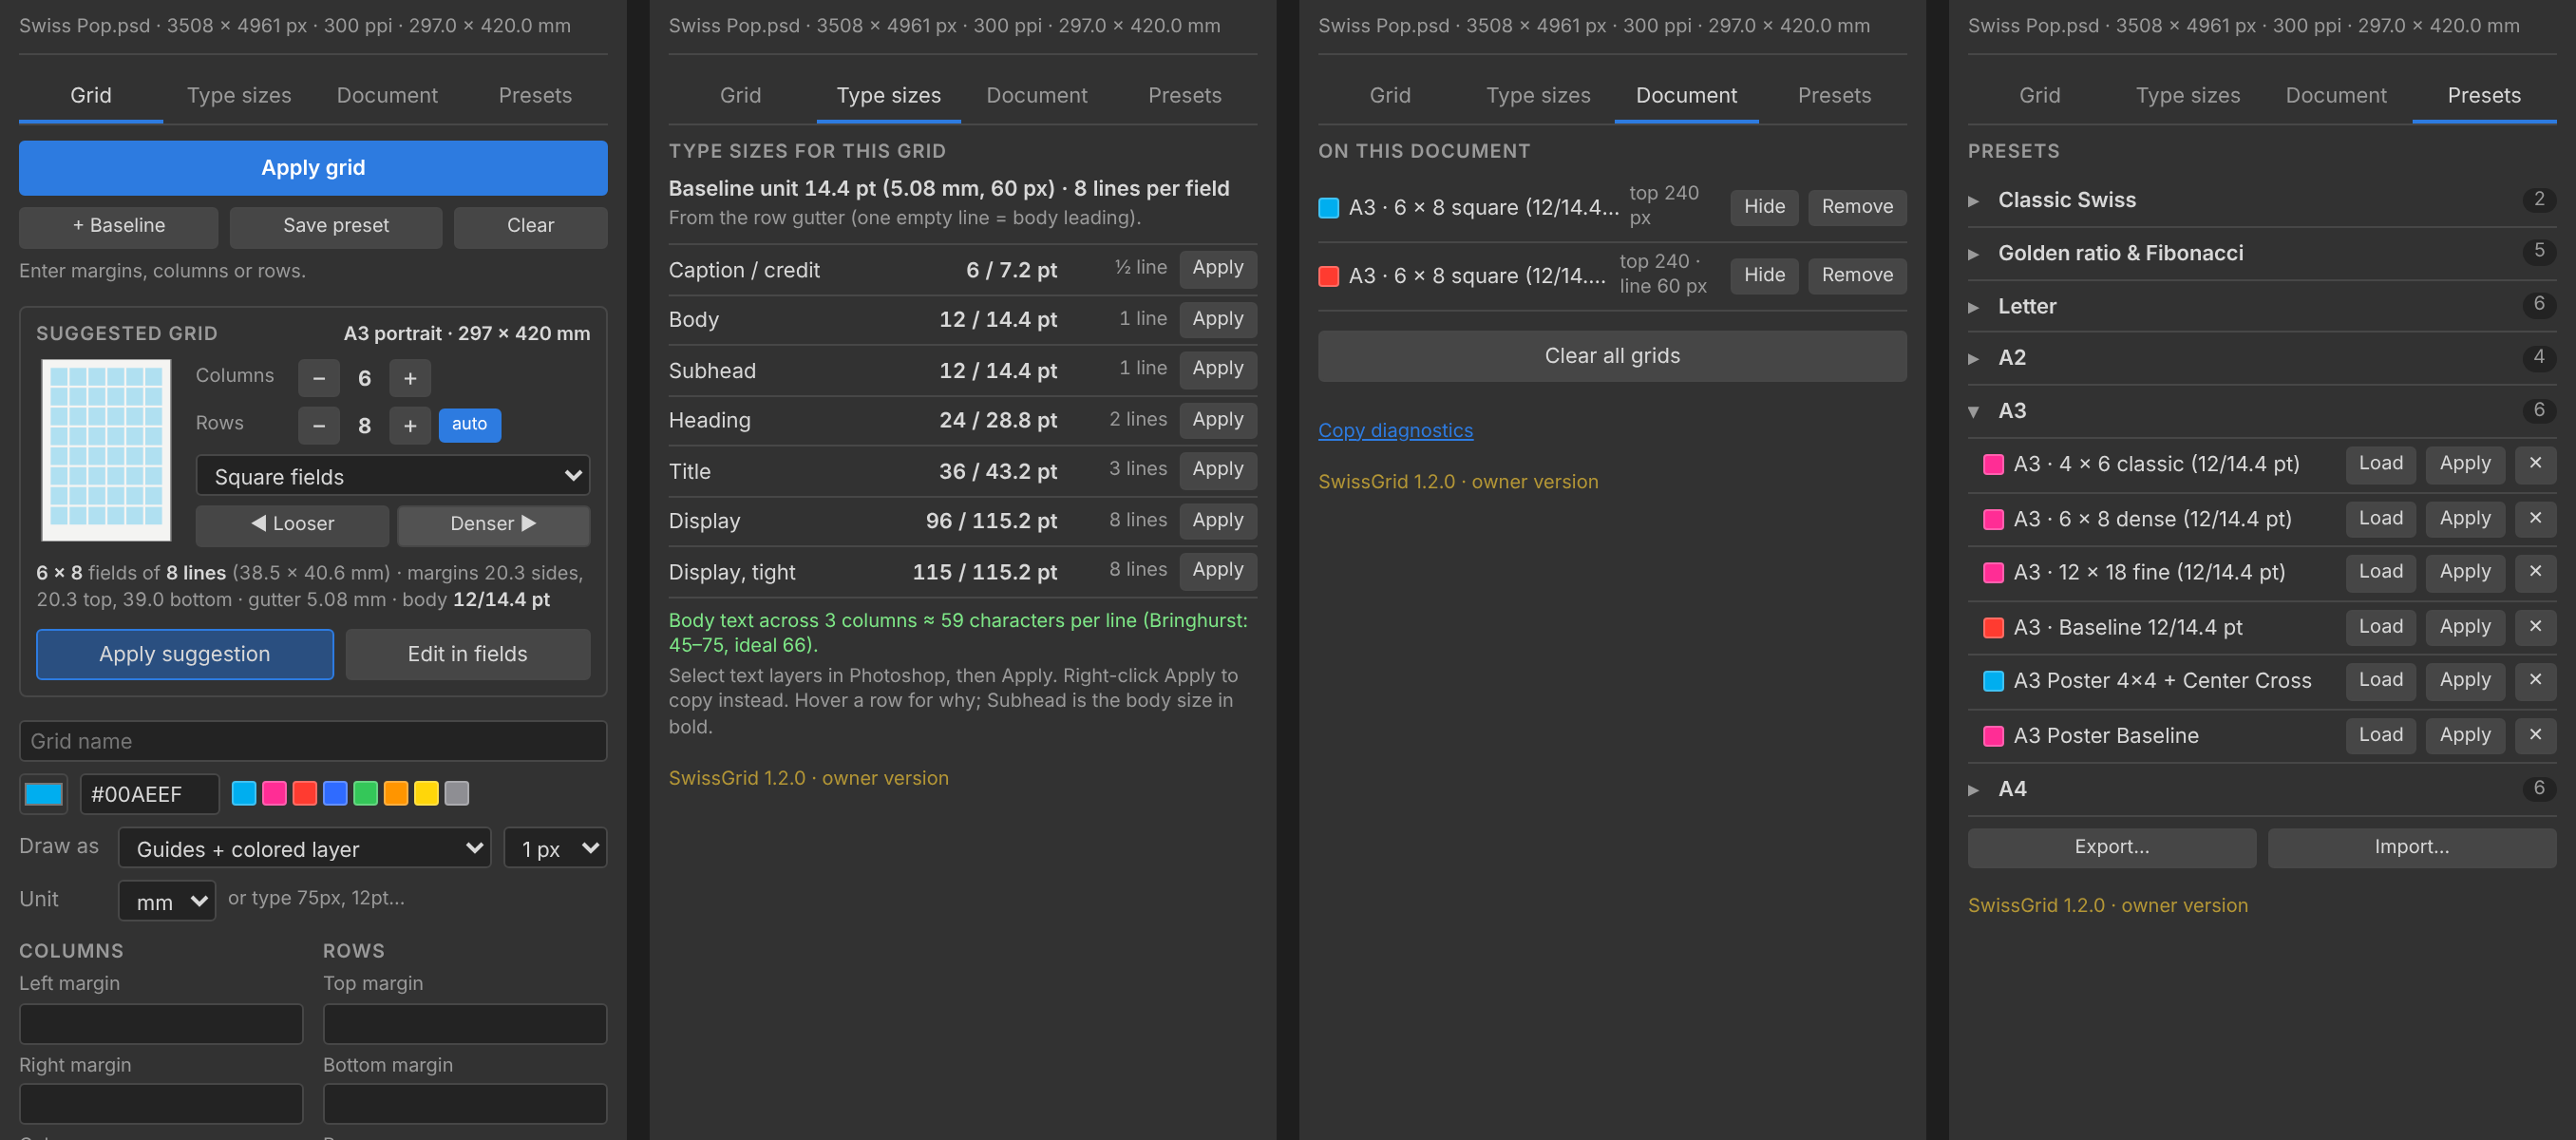 Swiss Pop.psd · 3508 × 4961 px · 300 ppi · 297.0 × 420.0 mm
Grid Type sizes Document Presets
Apply grid
+ Baseline Save preset Clear
Enter margins, columns or rows.
SUGGESTED GRID A3 portrait · 297 × 420 mm
Columns − 6 +
Rows − 8 + auto
Square fields
◀ Looser Denser ▶
6 × 8 fields of 8 lines (38.5 × 40.6 mm) · margins 20.3 sides,
20.3 top, 39.0 bottom · gutter 5.08 mm · body 12/14.4 pt
Apply suggestion Edit in fields
Grid name
#00AEEF
Draw as Guides + colored layer 1 px
Unit mm or type 75px, 12pt...
COLUMNS ROWS
Left margin Top margin
Right margin Bottom margin
Swiss Pop.psd · 3508 × 4961 px · 300 ppi · 297.0 × 420.0 mm
Grid Type sizes Document Presets
TYPE SIZES FOR THIS GRID
Baseline unit 14.4 pt (5.08 mm, 60 px) · 8 lines per field
From the row gutter (one empty line = body leading).
Caption / credit 6 / 7.2 pt ½ line Apply
Body 12 / 14.4 pt 1 line Apply
Subhead 12 / 14.4 pt 1 line Apply
Heading 24 / 28.8 pt 2 lines Apply
Title 36 / 43.2 pt 3 lines Apply
Display 96 / 115.2 pt 8 lines Apply
Display, tight 115 / 115.2 pt 8 lines Apply
Body text across 3 columns ≈ 59 characters per line (Bringhurst:
45–75, ideal 66).
Select text layers in Photoshop, then Apply. Right-click Apply to
copy instead. Hover a row for why; Subhead is the body size in
bold.
SwissGrid 1.2.0 · owner version
Swiss Pop.psd · 3508 × 4961 px · 300 ppi · 297.0 × 420.0 mm
Grid Type sizes Document Presets
ON THIS DOCUMENT
A3 · 6 × 8 square (12/14.4... top 240
px
Hide Remove
A3 · 6 × 8 square (12/14.... top 240 ·
line 60 px
Hide Remove
Clear all grids
Copy diagnostics
SwissGrid 1.2.0 · owner version
Swiss Pop.psd · 3508 × 4961 px · 300 ppi · 297.0 × 420.0 mm
Grid Type sizes Document Presets
PRESETS
▶ Classic Swiss 2
▶ Golden ratio & Fibonacci 5
▶ Letter 6
▶ A2 4
▼ A3 6
A3 · 4 × 6 classic (12/14.4 pt) Load Apply ✕
A3 · 6 × 8 dense (12/14.4 pt) Load Apply ✕
A3 · 12 × 18 fine (12/14.4 pt) Load Apply ✕
A3 · Baseline 12/14.4 pt Load Apply ✕
A3 Poster 4×4 + Center Cross Load Apply ✕
A3 Poster Baseline Load Apply ✕
▶ A4 6
Export... Import...
SwissGrid 1.2.0 · owner version